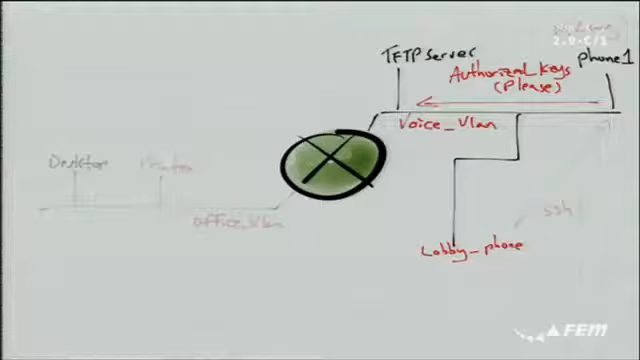 TFTP server
phone1
Authorized_Keys
(Please)
Voice_Vlan
Desktop
Printer
office_Vlan
ssh
Lobby_phone
FEM